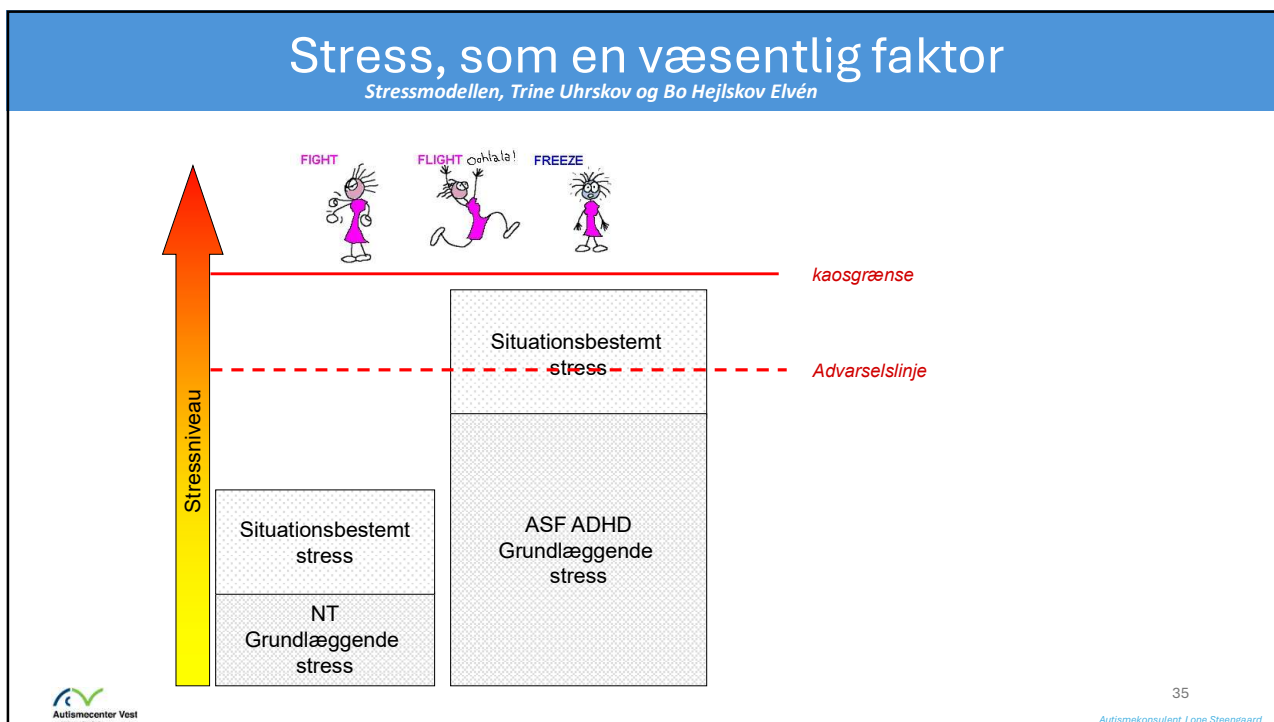 Stress, som en væsentlig faktor
Stressmodellen, Trine Uhrskov og Bo Hejlskov Elvén
FIGHT
FLIGHT oohlala!
FREEZE
kaosgrænse
Situationsbestemt
stress
Advarselslinje
Stressniveau
Situationsbestemt
stress
ASF ADHD
Grundlæggende
stress
NT
Grundlæggende
stress
35
Autismecenter Vest
Autismekonsulent Lone Steengaard